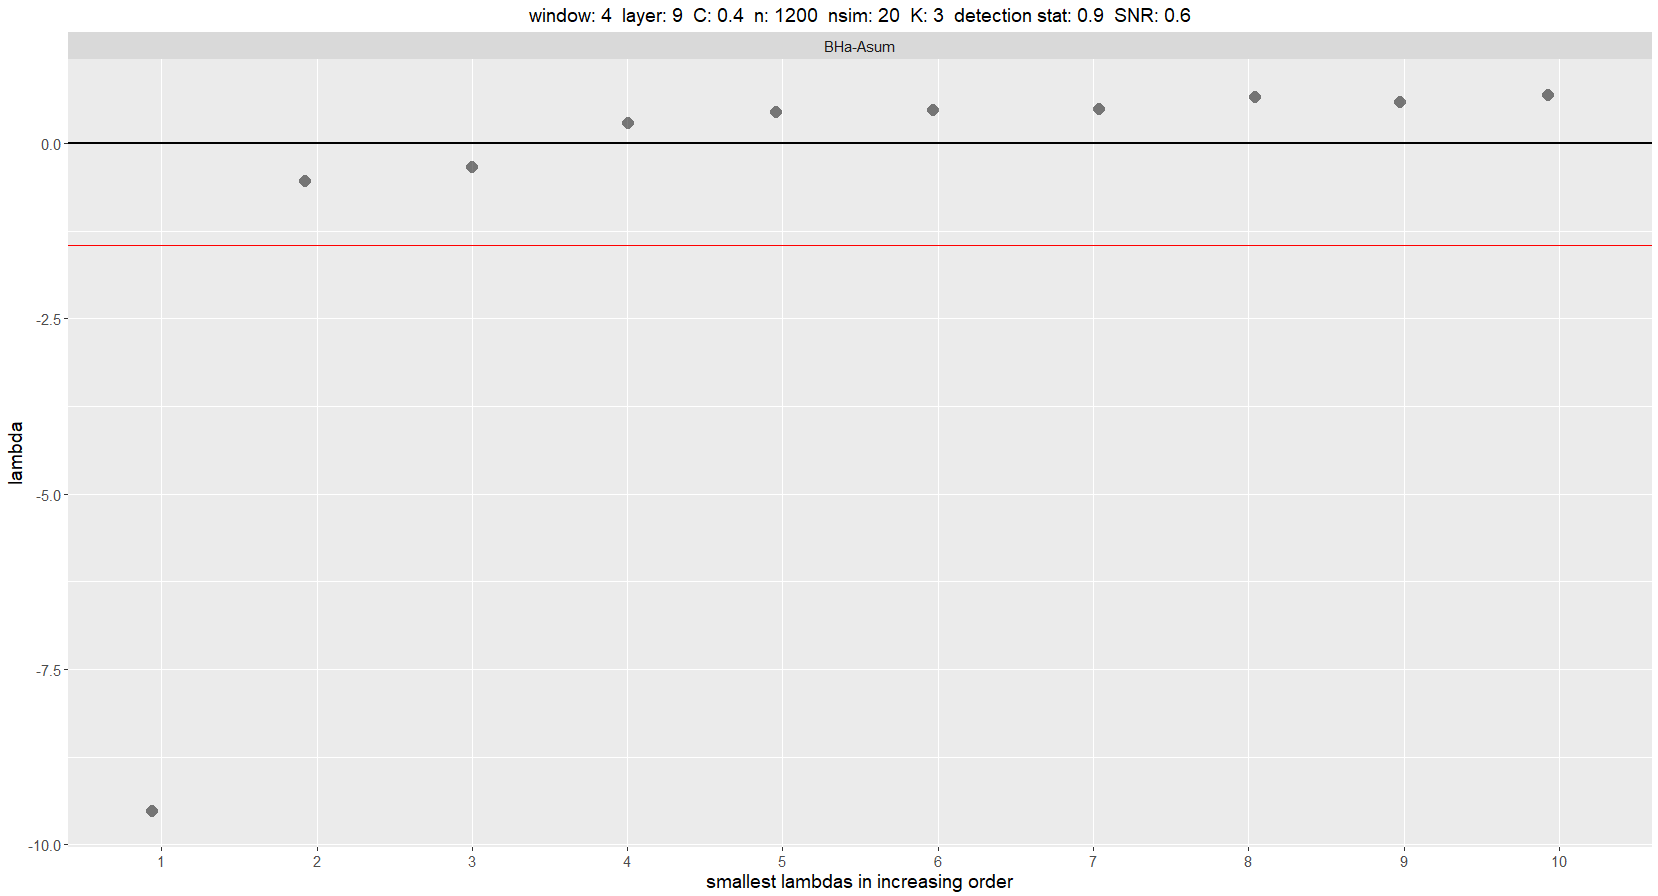 window: 4  layer: 9  C: 0.4  n: 1200  nsim: 20  K: 3  detection stat: 0.9  SNR: 0.6
BHa-Asum
lambda
0.0
-2.5
-5.0
-7.5
-10.0
1 2 3 4 5 6 7 8 9 10
smallest lambdas in increasing order